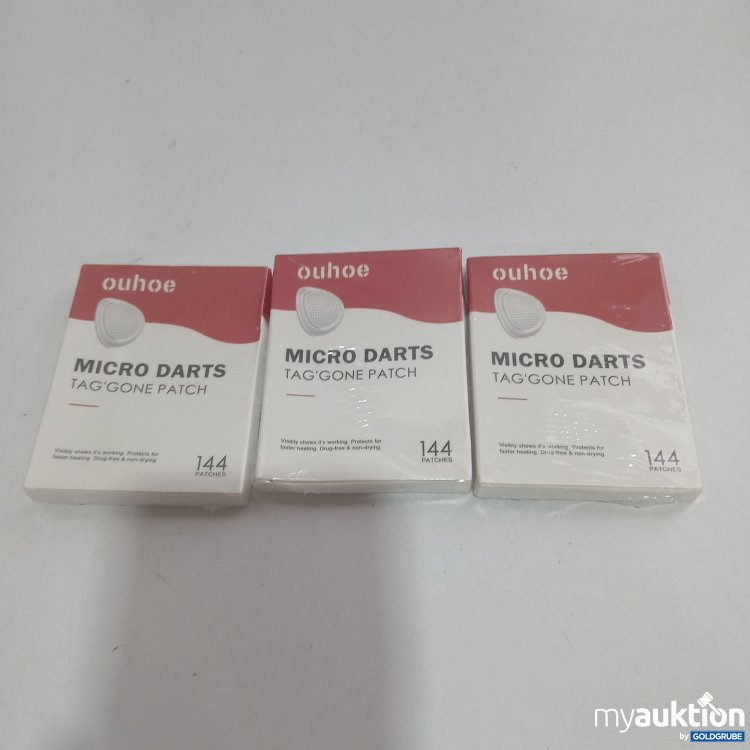 ouhoe
MICRO DARTS
TAG'GONE PATCH
Visibly shows it's working. Protects for
faster healing. Drug-free & non-drying
144
PATCHES
ouhoe
MICRO DARTS
TAG'GONE PATCH
Visibly shows it's working. Protects for
faster healing. Drug-free & non-drying
144
PATCHES
ouhoe
MICRO DARTS
TAG'GONE PATCH
Visibly shows it's working. Protects for
faster healing. Drug-free & non-drying
144
PATCHES
myauktion
by GOLDGRUBE